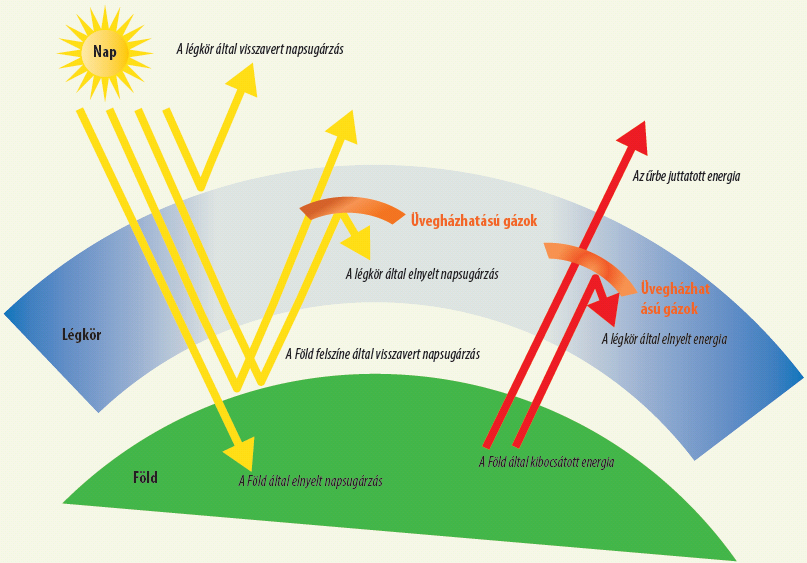 Nap
A légkör által visszavert napsugárzás
Az űrbe juttatott energia
Üvegházhatású gázok
A légkör által elnyelt napsugárzás
Üvegházhat
ású gázok
Légkör
A légkör által elnyelt energia
A Föld felszíne által visszavert napsugárzás
A Föld által kibocsátott energia
Föld
A Föld által elnyelt napsugárzás